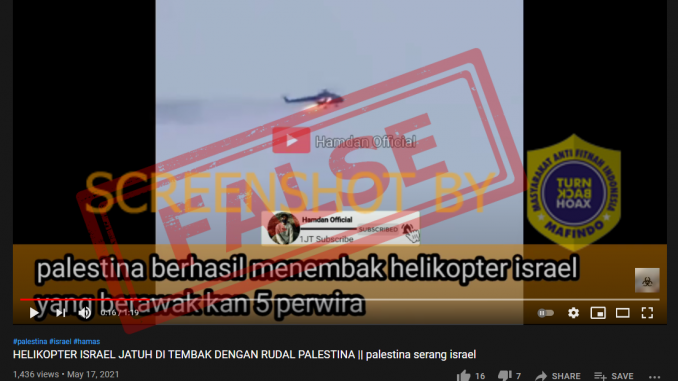 Hamdan Official
FALSE
SCREENSHOT BY
MASYARAKAT ANTI FITNAH INDONESIA
TURN
BACK
HOAX
MAFINDO
Hamdan Official
SUBSCRIBED
1JT Subscribe
palestina berhasil menembak helikopter israel
yang berawak kan 5 perwira
0:16 / 1:19
#palestina #israel #hamas
HELIKOPTER ISRAEL JATUH DI TEMBAK DENGAN RUDAL PALESTINA || palestina serang israel
1,436 views • May 17, 2021
16
7
SHARE
SAVE